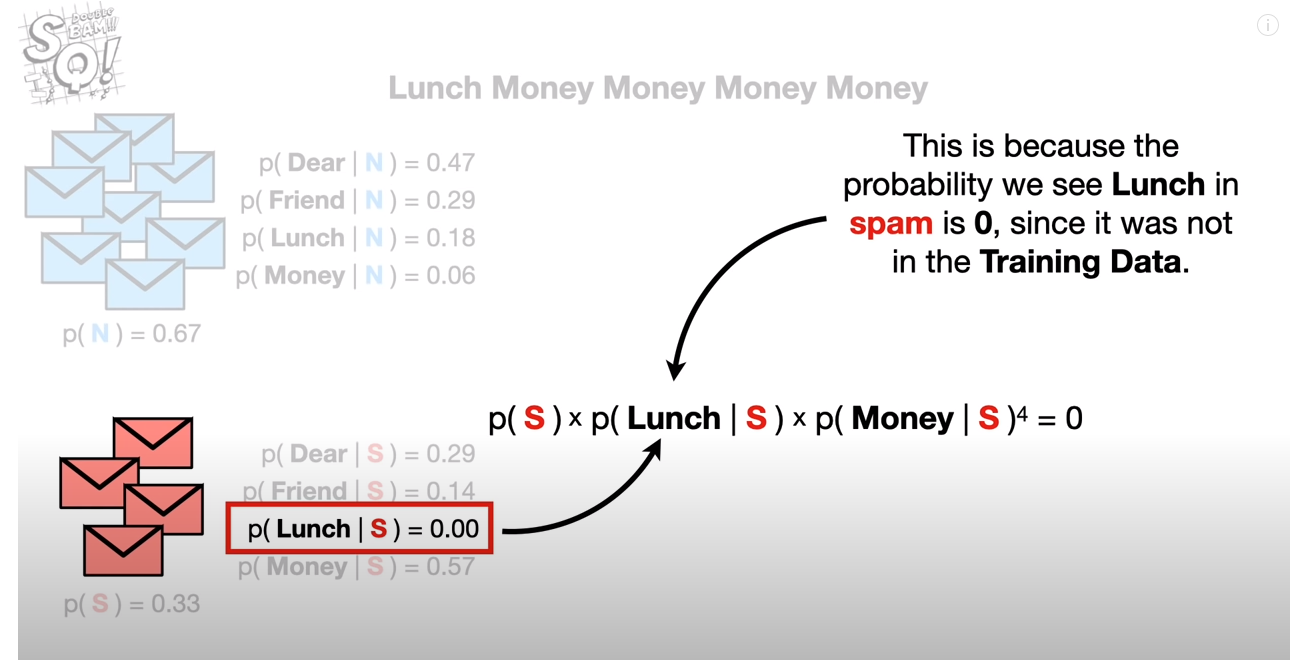 DOUBLE
BAM!!!
SQ!
Lunch Money Money Money Money
This is because the
probability we see Lunch in
spam is 0, since it was not
in the Training Data.
p( Dear | N ) = 0.47
p( Friend | N ) = 0.29
p( Lunch | N ) = 0.18
p( Money | N ) = 0.06
p( N ) = 0.67
p( S ) x p( Lunch | S ) x p( Money | S )⁴ = 0
p( Dear | S ) = 0.29
p( Friend | S ) = 0.14
p( Lunch | S ) = 0.00
p( Money | S ) = 0.57
p( S ) = 0.33